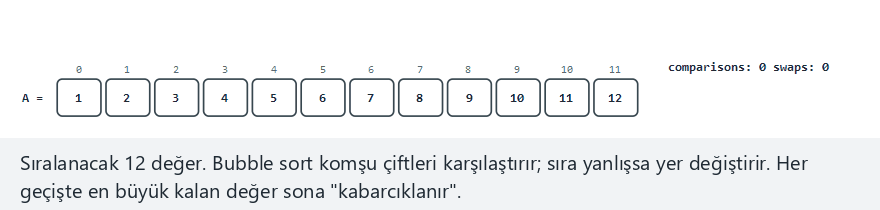 0 1 2 3 4 5 6 7 8 9 10 11
comparisons: 0 swaps: 0
A = 1 2 3 4 5 6 7 8 9 10 11 12
Sıralanacak 12 değer. Bubble sort komşu çiftleri karşılaştırır; sıra yanlışsa yer değiştirir. Her
geçişte en büyük kalan değer sona "kabarcıklanır".